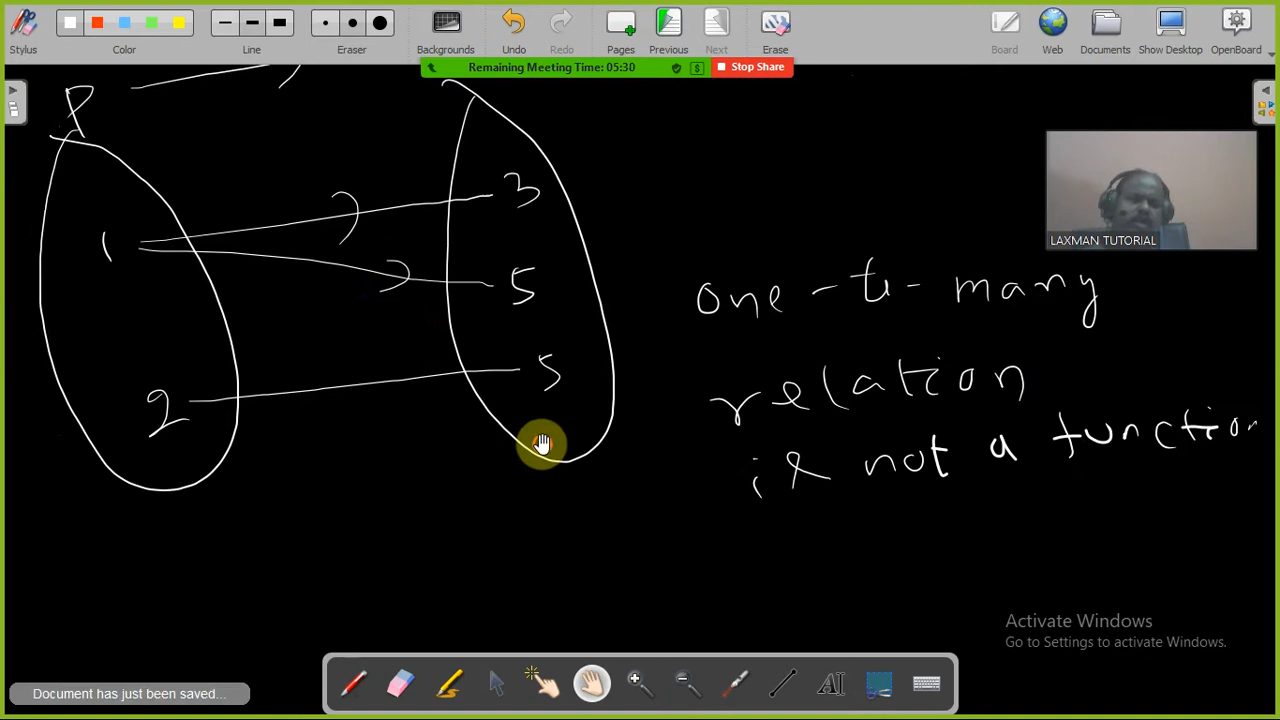 Stylus
Color
Line
Eraser
Backgrounds
Undo
Redo
Pages
Previous
Next
Erase
Board
Web
Documents
Show Desktop
OpenBoard
Remaining Meeting Time: 05:30
Stop Share
LAXMAN TUTORIAL
P
1
2
3
5
5
one-to-many
relation
is not a function
Activate Windows
Go to Settings to activate Windows.
Document has just been saved...
AI